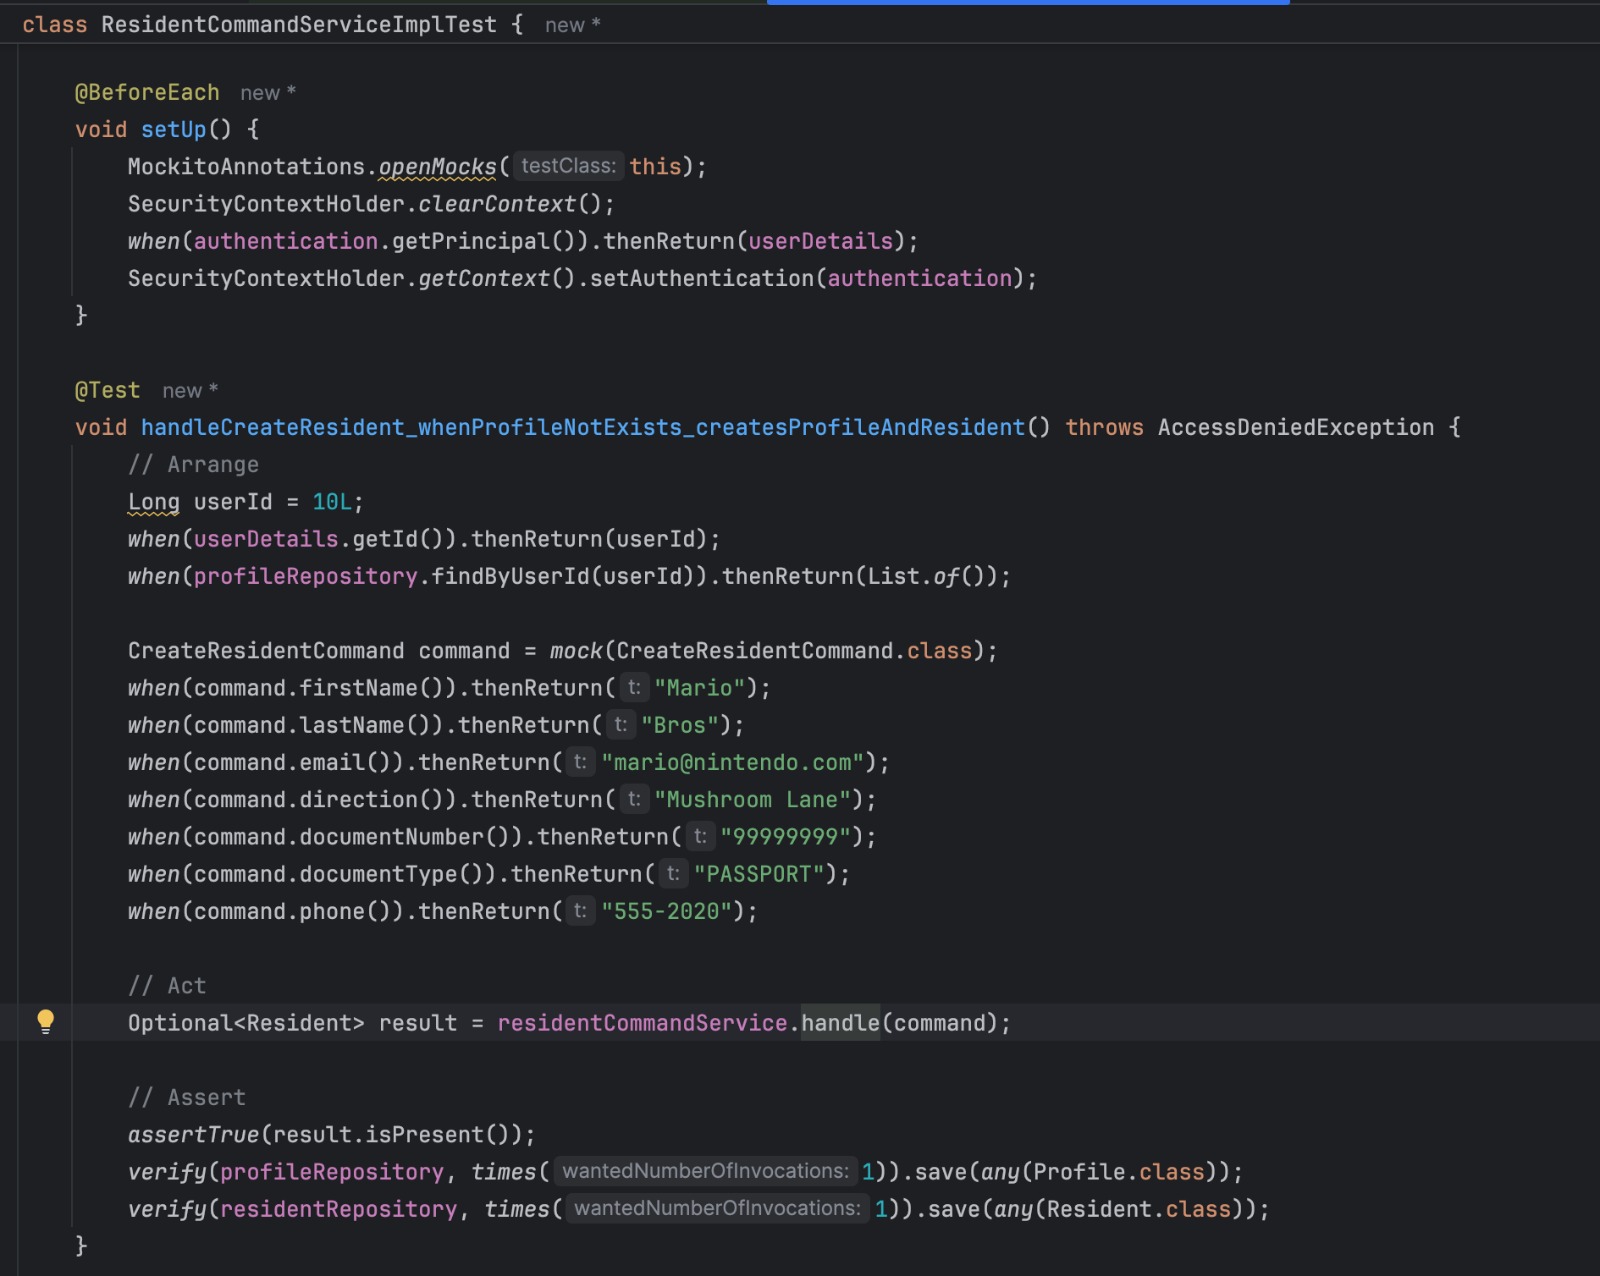 class ResidentCommandServiceImplTest { new *
@BeforeEach new *
void setUp() {
MockitoAnnotations.openMocks( testClass: this);
SecurityContextHolder.clearContext();
when(authentication.getPrincipal()).thenReturn(userDetails);
SecurityContextHolder.getContext().setAuthentication(authentication);
}
@Test new *
void handleCreateResident_whenProfileNotExists_createsProfileAndResident() throws AccessDeniedException {
// Arrange
Long userId = 10L;
when(userDetails.getId()).thenReturn(userId);
when(profileRepository.findByUserId(userId)).thenReturn(List.of());
CreateResidentCommand command = mock(CreateResidentCommand.class);
when(command.firstName()).thenReturn( t: "Mario");
when(command.lastName()).thenReturn( t: "Bros");
when(command.email()).thenReturn( t: "mario@nintendo.com");
when(command.direction()).thenReturn( t: "Mushroom Lane");
when(command.documentNumber()).thenReturn( t: "99999999");
when(command.documentType()).thenReturn( t: "PASSPORT");
when(command.phone()).thenReturn( t: "555-2020");
// Act
Optional<Resident> result = residentCommandService.handle(command);
// Assert
assertTrue(result.isPresent());
verify(profileRepository, times( wantedNumberOfInvocations: 1)).save(any(Profile.class));
verify(residentRepository, times( wantedNumberOfInvocations: 1)).save(any(Resident.class));
}